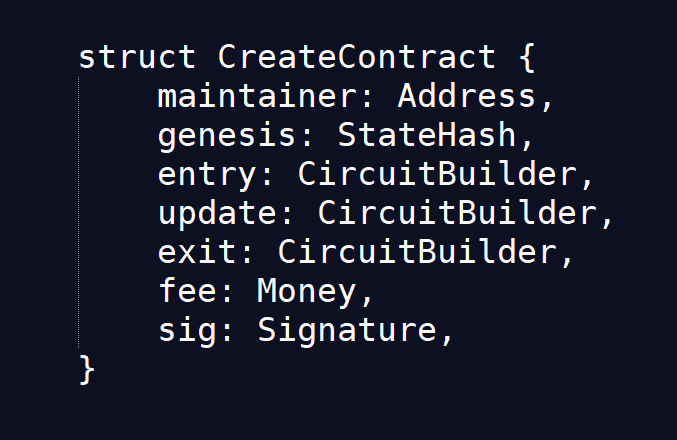 struct CreateContract {
    maintainer: Address,
    genesis: StateHash,
    entry: CircuitBuilder,
    update: CircuitBuilder,
    exit: CircuitBuilder,
    fee: Money,
    sig: Signature,
}